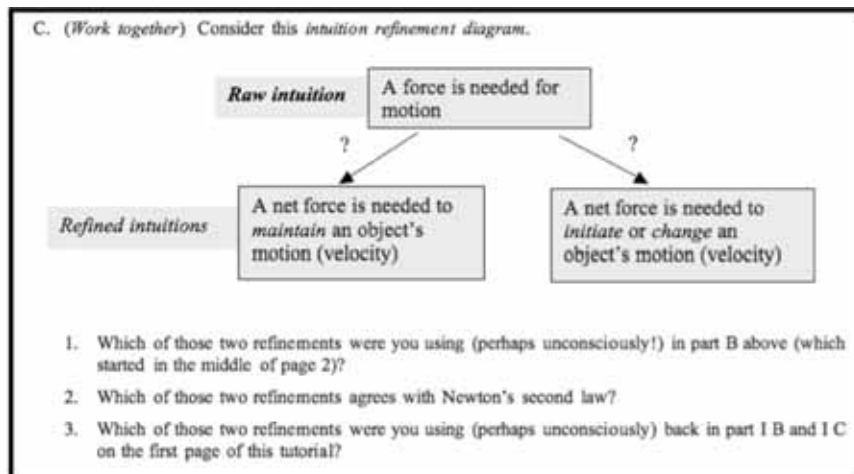 C. (Work together) Consider this intuition refinement diagram.
Raw intuition
A force is needed for
motion
?
?
Refined intuitions
A net force is needed to
maintain an object's
motion (velocity)
A net force is needed to
initiate or change an
object's motion (velocity)
1. Which of those two refinements were you using (perhaps unconsciously!) in part B above (which
started in the middle of page 2)?
2. Which of those two refinements agrees with Newton's second law?
3. Which of those two refinements were you using (perhaps unconsciously) back in part I B and I C
on the first page of this tutorial?